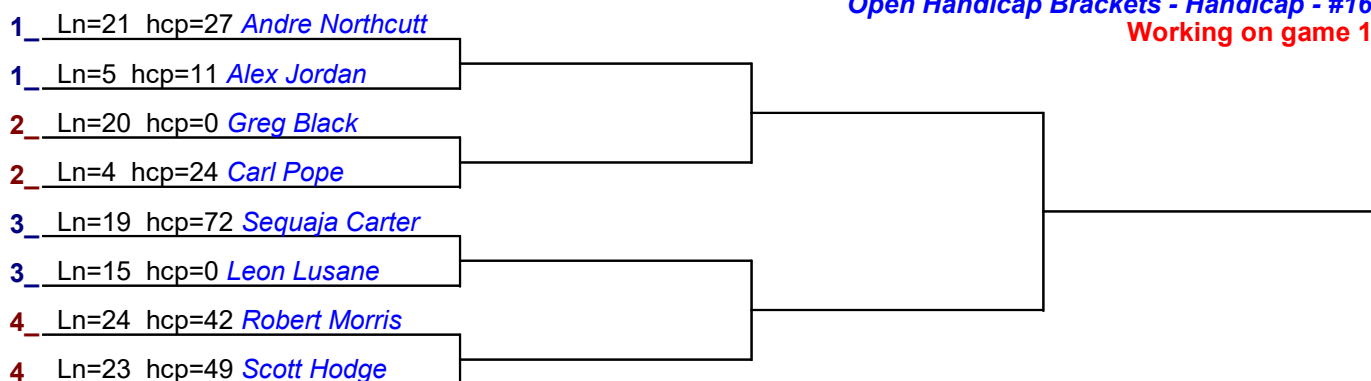 Open Handicap Brackets - Handicap - #16
Working on game 1
1_ Ln=21 hcp=27 Andre Northcutt
1_ Ln=5 hcp=11 Alex Jordan
2_ Ln=20 hcp=0 Greg Black
2_ Ln=4 hcp=24 Carl Pope
3_ Ln=19 hcp=72 Sequaja Carter
3_ Ln=15 hcp=0 Leon Lusane
4_ Ln=24 hcp=42 Robert Morris
4 Ln=23 hcp=49 Scott Hodge